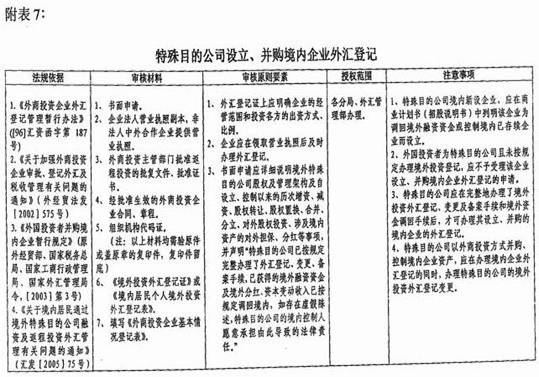 附表 7：
特殊目的公司设立、并购境内企业外汇登记
法规依据
1.《外商投资企业外汇
登记管理暂行办法》
（[96]汇资函字第 187
号）
2.《关于加强外商投资
企业审批、登记外汇及
税收管理有关问题的
通知》（外经贸法发
[2002]575 号）
3.《外国投资者并购境
内企业暂行规定》（原
外经贸部、国家税务总
局、国家工商行政管理
局、国家外汇管理局
令，[2003] 第 3 号）
4.《关于境内居民通过
境外特殊目的公司融
资及返程投资外汇管
理有关问题的通知》
（汇发[2005]75 号）
审核材料
1、 书面申请。
2、 企业法人营业执照副本，非
法人中外合作企业提供营
业执照。
3、 外商投资主管部门批准返
程投资的批复文件、批准证
书。
4、 经批准生效的外商投资企
业合同、章程。
5、 组织机构代码证。
（注：以上材料均需验原件
或盖原章的复印件，复印件留
底）
6、 《境外投资外汇登记证》或《境
内居民个人境外投资外
汇登记表》。
7、 填写《外商投资企业基本情
况登记表》。
审核原则要素
1、 外汇登记证上应明确企业的经
营范围和投资各方的出资方式、
比例。
2、 企业应在领取营业执照后及时
办理外汇登记。
3、 书面申请应详细说明境外特殊
目的公司股权及管理架构及自
设立、控制以来的历次增资、减
资、股权转让、股权置换、合并、
分立、对外股权投资、涉及境内
资产的对外担保、分红等事项，
并声明“特殊目的公司已按规定
完整办理了外汇登记、变更、备
案手续，已获得的境外融资资金
及境外分红、资本变动收入已按
规定调回境内，如存在虚假陈
述，特殊目的公司的境内控制人
愿意承担由此导致的法律责
任。”
授权范围
各分局、外汇管
理部办理。
注意事项
1、特殊目的公司境内新设企业，应在商
业计划书（招股说明书）中列明该企业为
调回境外融资资金或控制境内已存续企
业而设立。
2、外国投资者为特殊目的公司且未按规
定办理境外投资登记，应不予受理该企业
设立、并购境内企业外汇登记的申请。
3、特殊目的公司应在完整地办理了境外
投资外汇登记、变更及备案手续和境外资
金调回手续后，才可办理其设立、并购的
境内企业的外汇登记。
4、特殊目的公司以外商投资方式并购、
控制境内企业资产，应在办理境内企业外
汇登记的同时，办理特殊目的公司的境外
投资外汇登记变更。